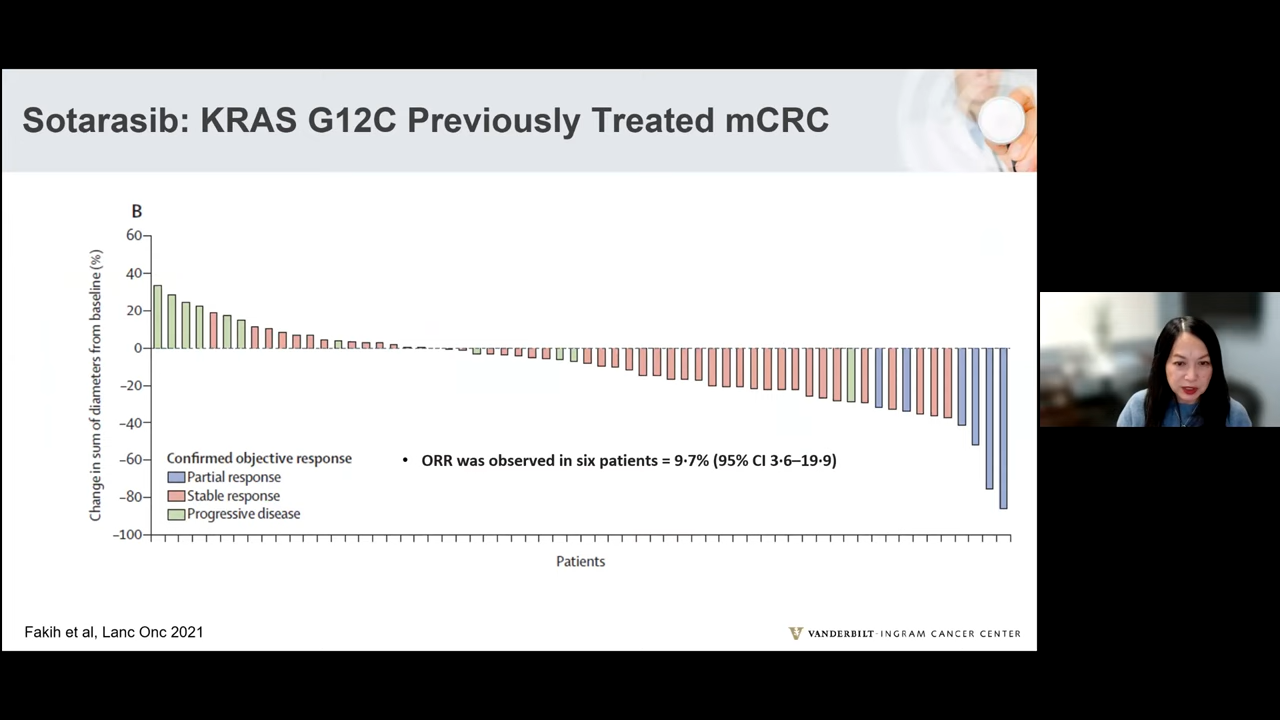 Sotarasib: KRAS G12C Previously Treated mCRC
B
Change in sum of diameters from baseline (%)
60
40
20
0
–20
–40
–60
–80
–100
Confirmed objective response
Partial response
Stable response
Progressive disease
• ORR was observed in six patients = 9·7% (95% CI 3·6–19·9)
Patients
Fakih et al, Lanc Onc 2021
VANDERBILT-INGRAM CANCER CENTER